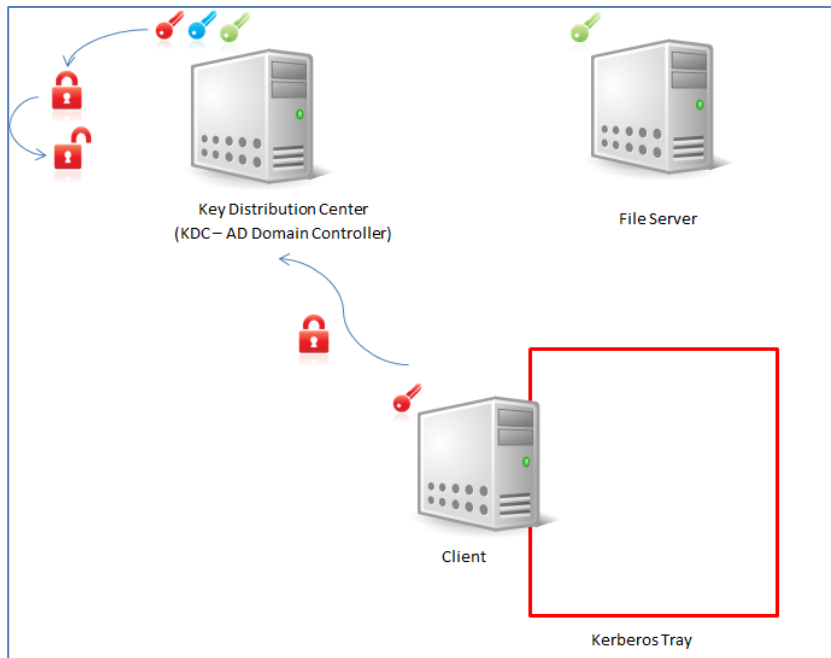 Key Distribution Center
(KDC – AD Domain Controller)
File Server
Client
Kerberos Tray